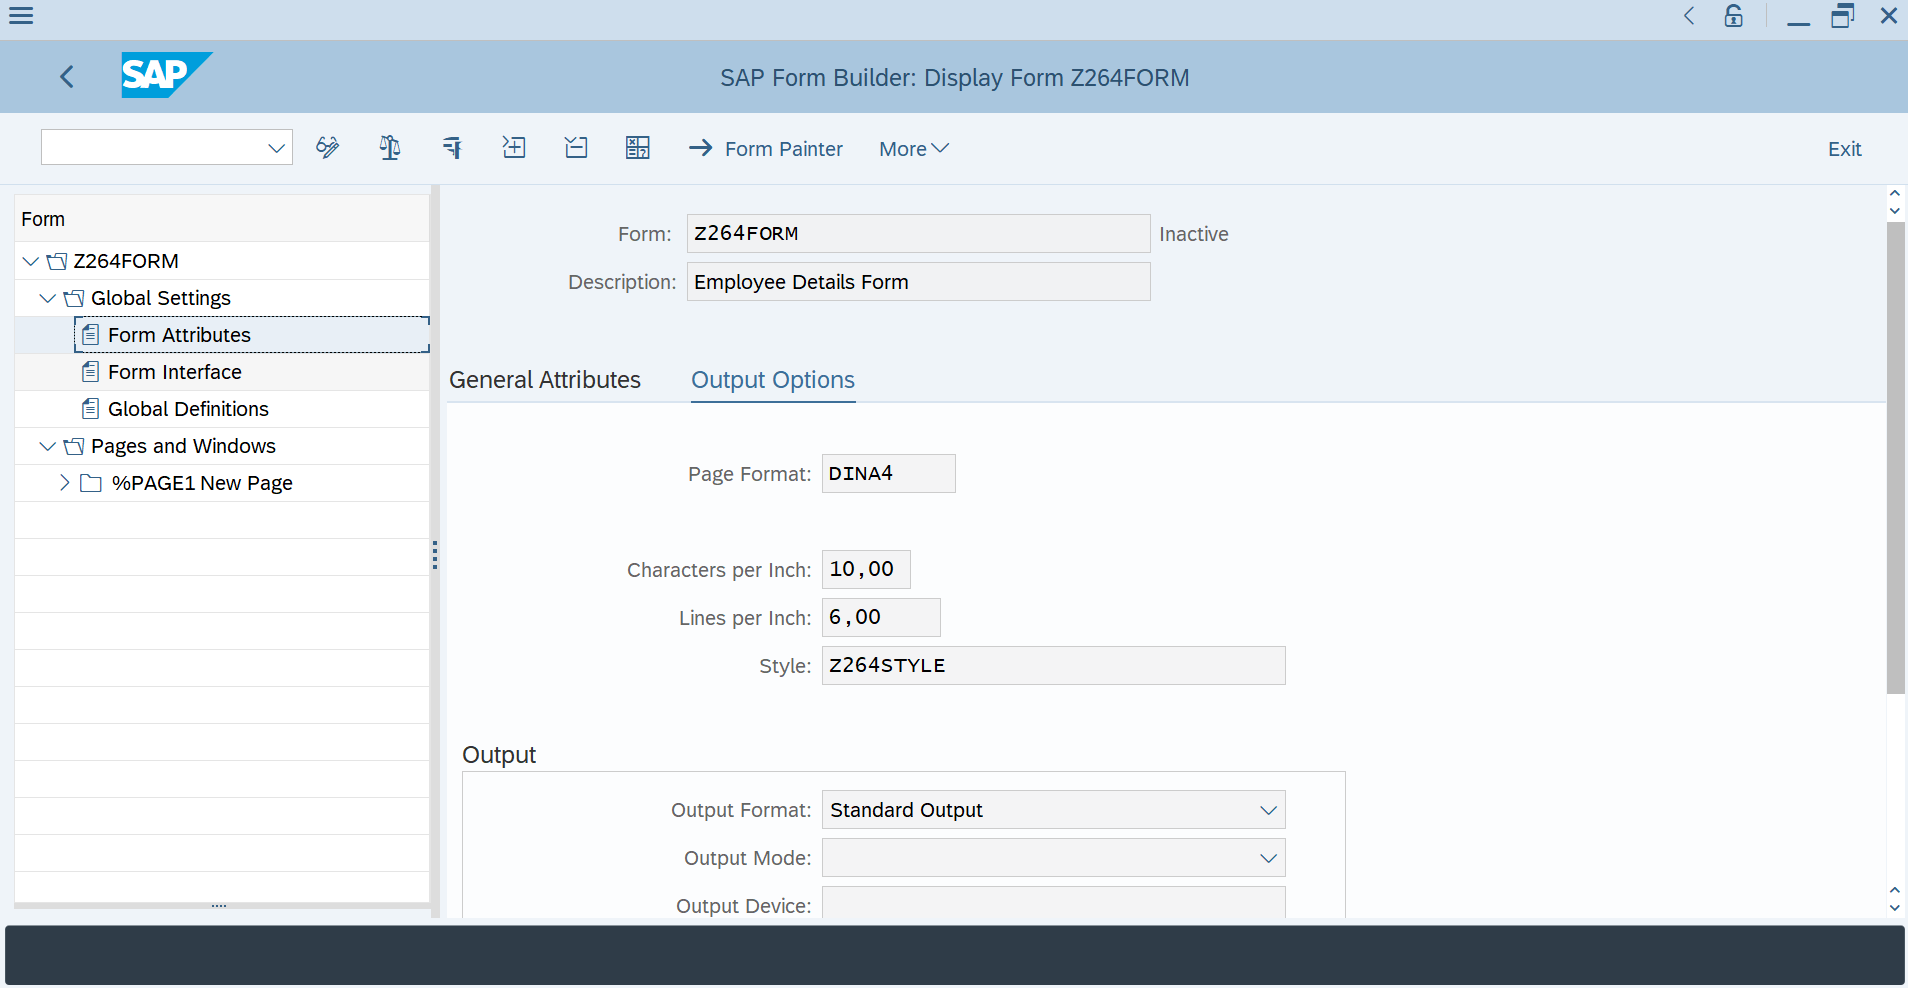 SAP
SAP Form Builder: Display Form Z264FORM
Form Painter
More
Exit
Form
Z264FORM
Global Settings
Form Attributes
Form Interface
Global Definitions
Pages and Windows
%PAGE1 New Page
Form: Z264FORM Inactive
Description: Employee Details Form
General Attributes Output Options
Page Format: DINA4
Characters per Inch: 10,00
Lines per Inch: 6,00
Style: Z264STYLE
Output
Output Format: Standard Output
Output Mode:
Output Device: